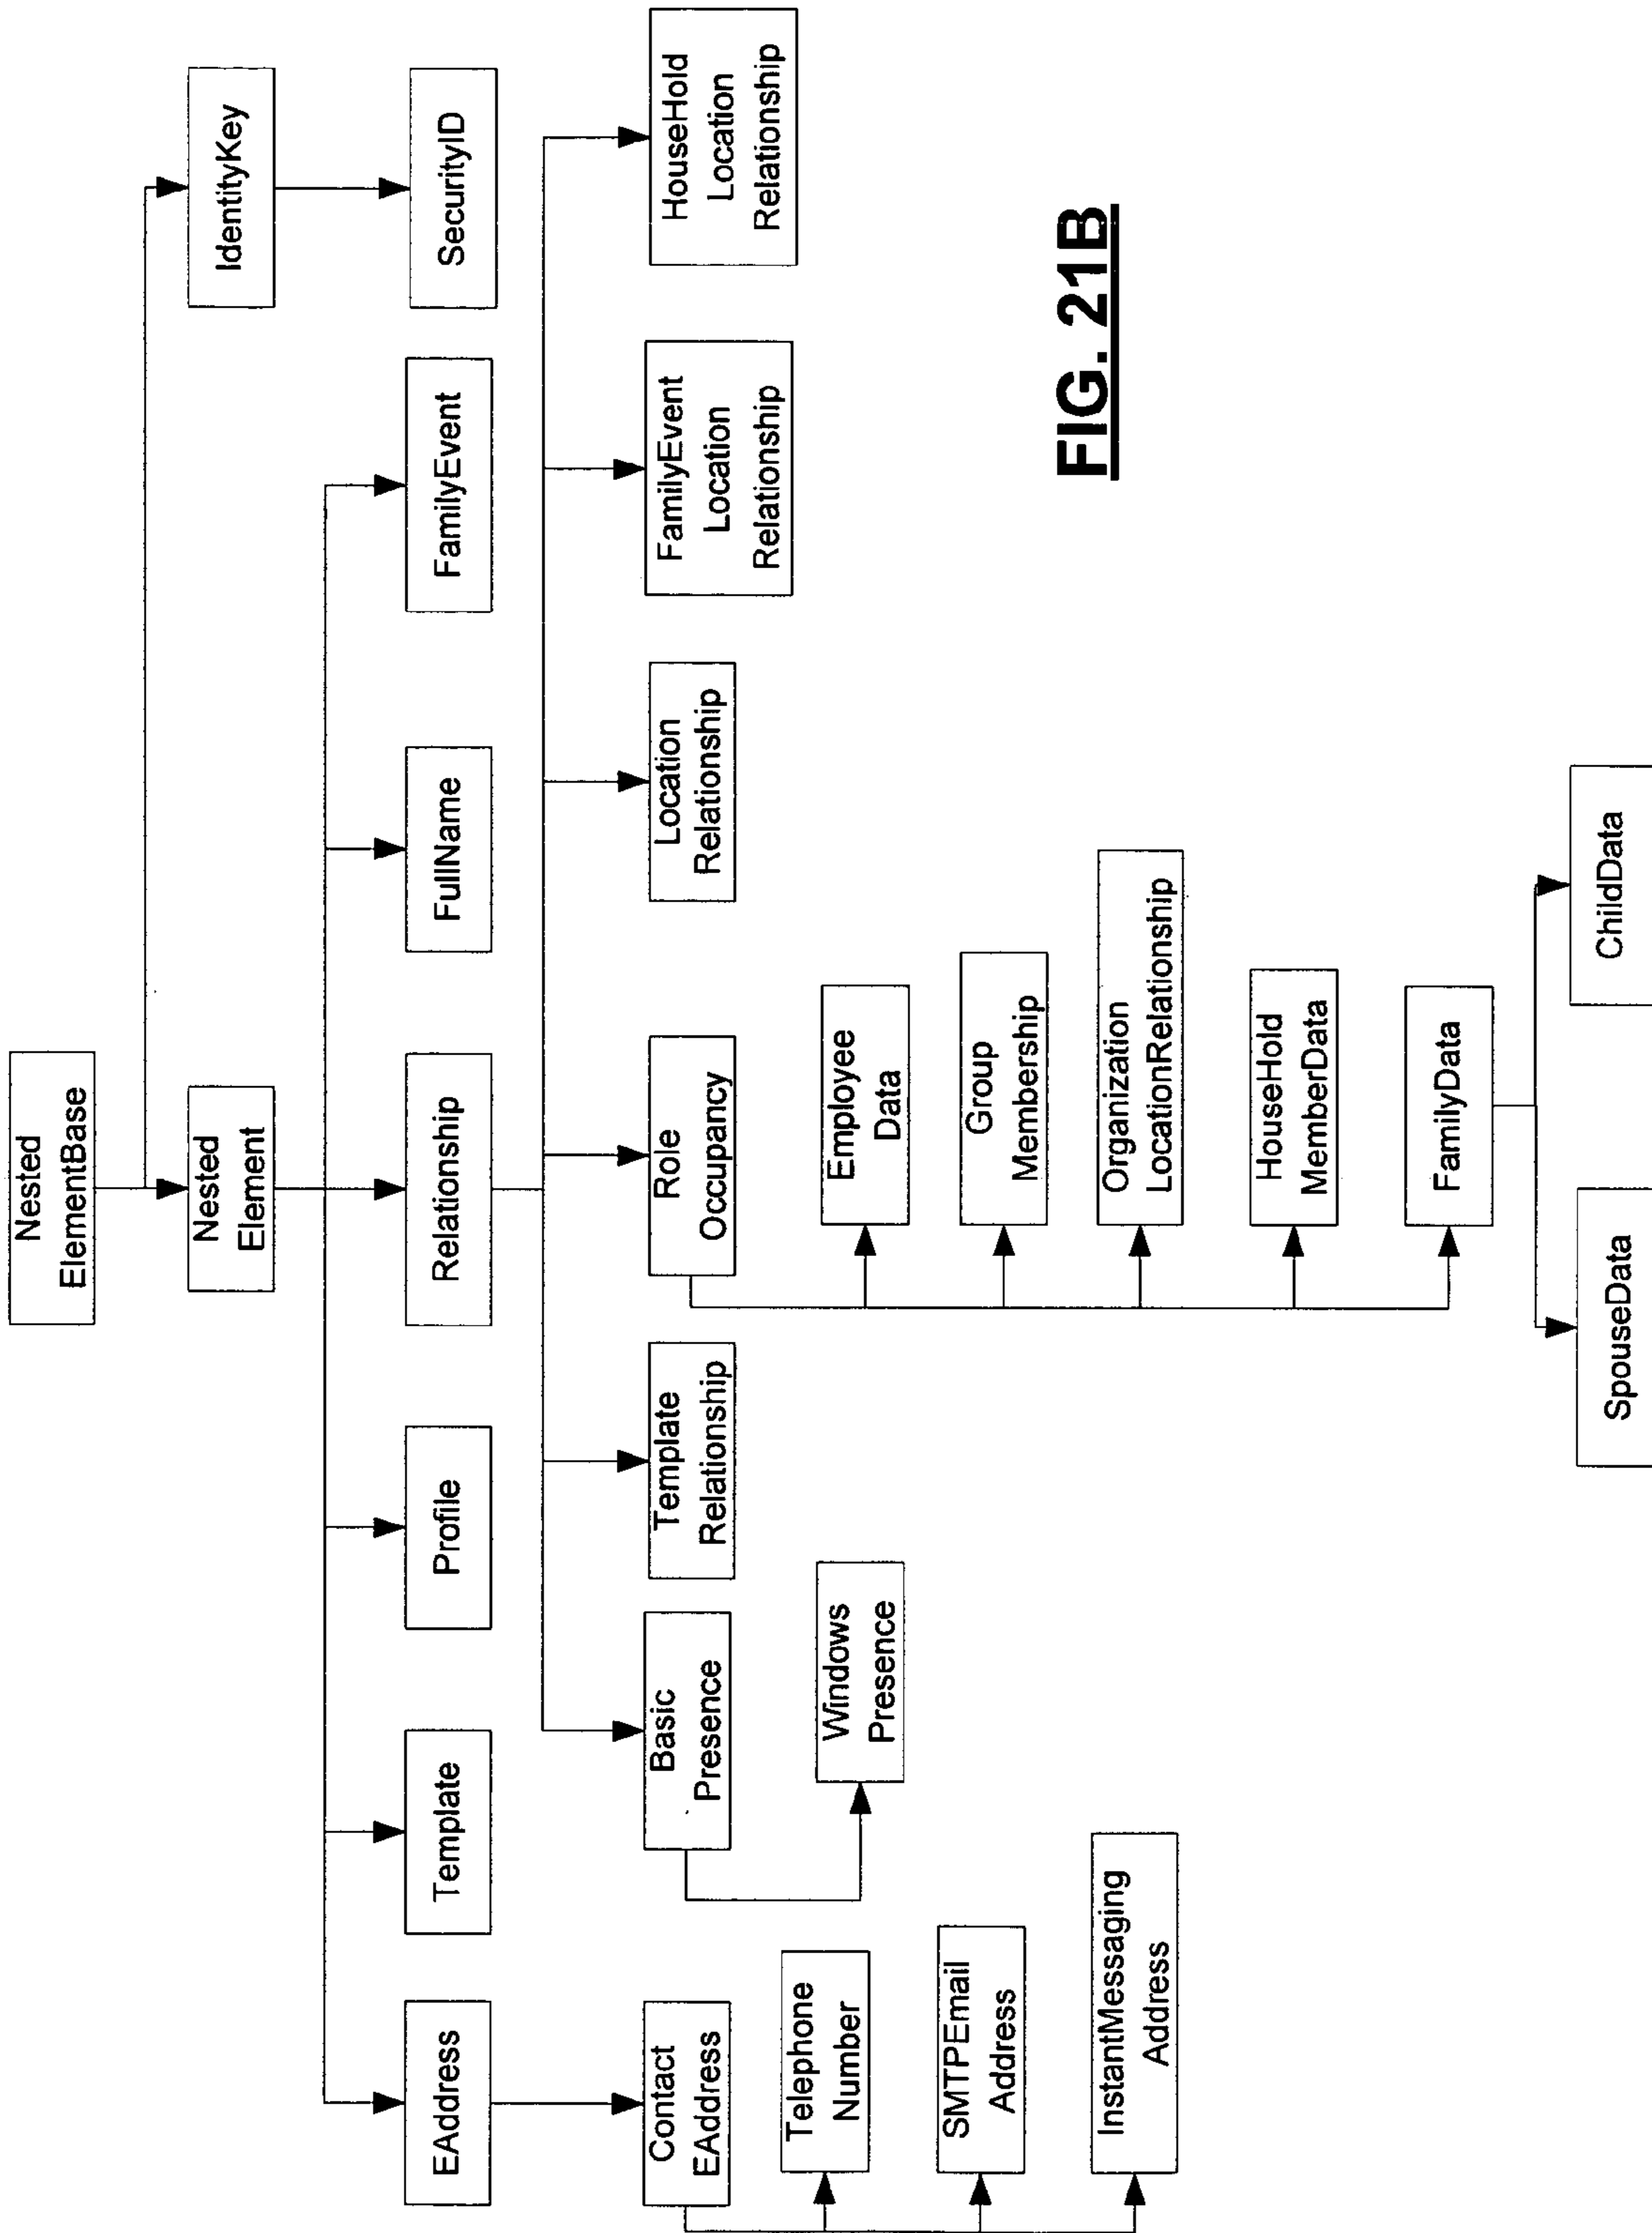 Nested
ElementBase
Nested
Element
IdentityKey
EAddress
Template
Profile
Relationship
FullName
FamilyEvent
SecurityID
Contact
EAddress
Basic
Presence
Template
Relationship
Role
Occupancy
Location
Relationship
FamilyEvent
Location
Relationship
HouseHold
Location
Relationship
Telephone
Number
Windows
Presence
Employee
Data
SMTPEmail
Address
Group
Membership
InstantMessaging
Address
Organization
LocationRelationship
HouseHold
MemberData
FamilyData
SpouseData
ChildData
FIG. 21B